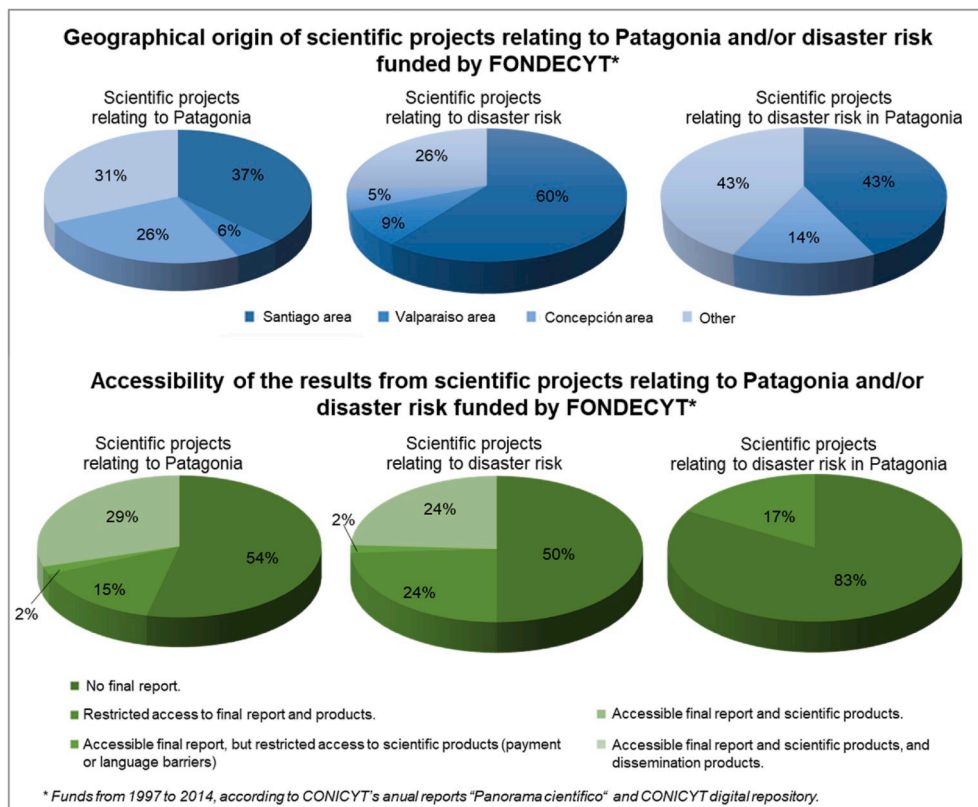 Geographical origin of scientific projects relating to Patagonia and/or disaster risk
funded by FONDECYT*
Scientific projects
relating to Patagonia
Scientific projects
relating to disaster risk
Scientific projects
relating to disaster risk in Patagonia
31%
37%
26%
6%
26%
5%
9%
60%
43%
43%
14%
Santiago area
Valparaiso area
Concepción area
Other
Accessibility of the results from scientific projects relating to Patagonia and/or
disaster risk funded by FONDECYT*
Scientific projects
relating to Patagonia
Scientific projects
relating to disaster risk
Scientific projects
relating to disaster risk in Patagonia
29%
54%
15%
2%
24%
2%
50%
24%
17%
83%
No final report.
Restricted access to final report and products.
Accessible final report, but restricted access to scientific products (payment
or language barriers)
Accessible final report and scientific products.
Accessible final report and scientific products, and
dissemination products.
* Funds from 1997 to 2014, according to CONICYT's anual reports "Panorama científico" and CONICYT digital repository.